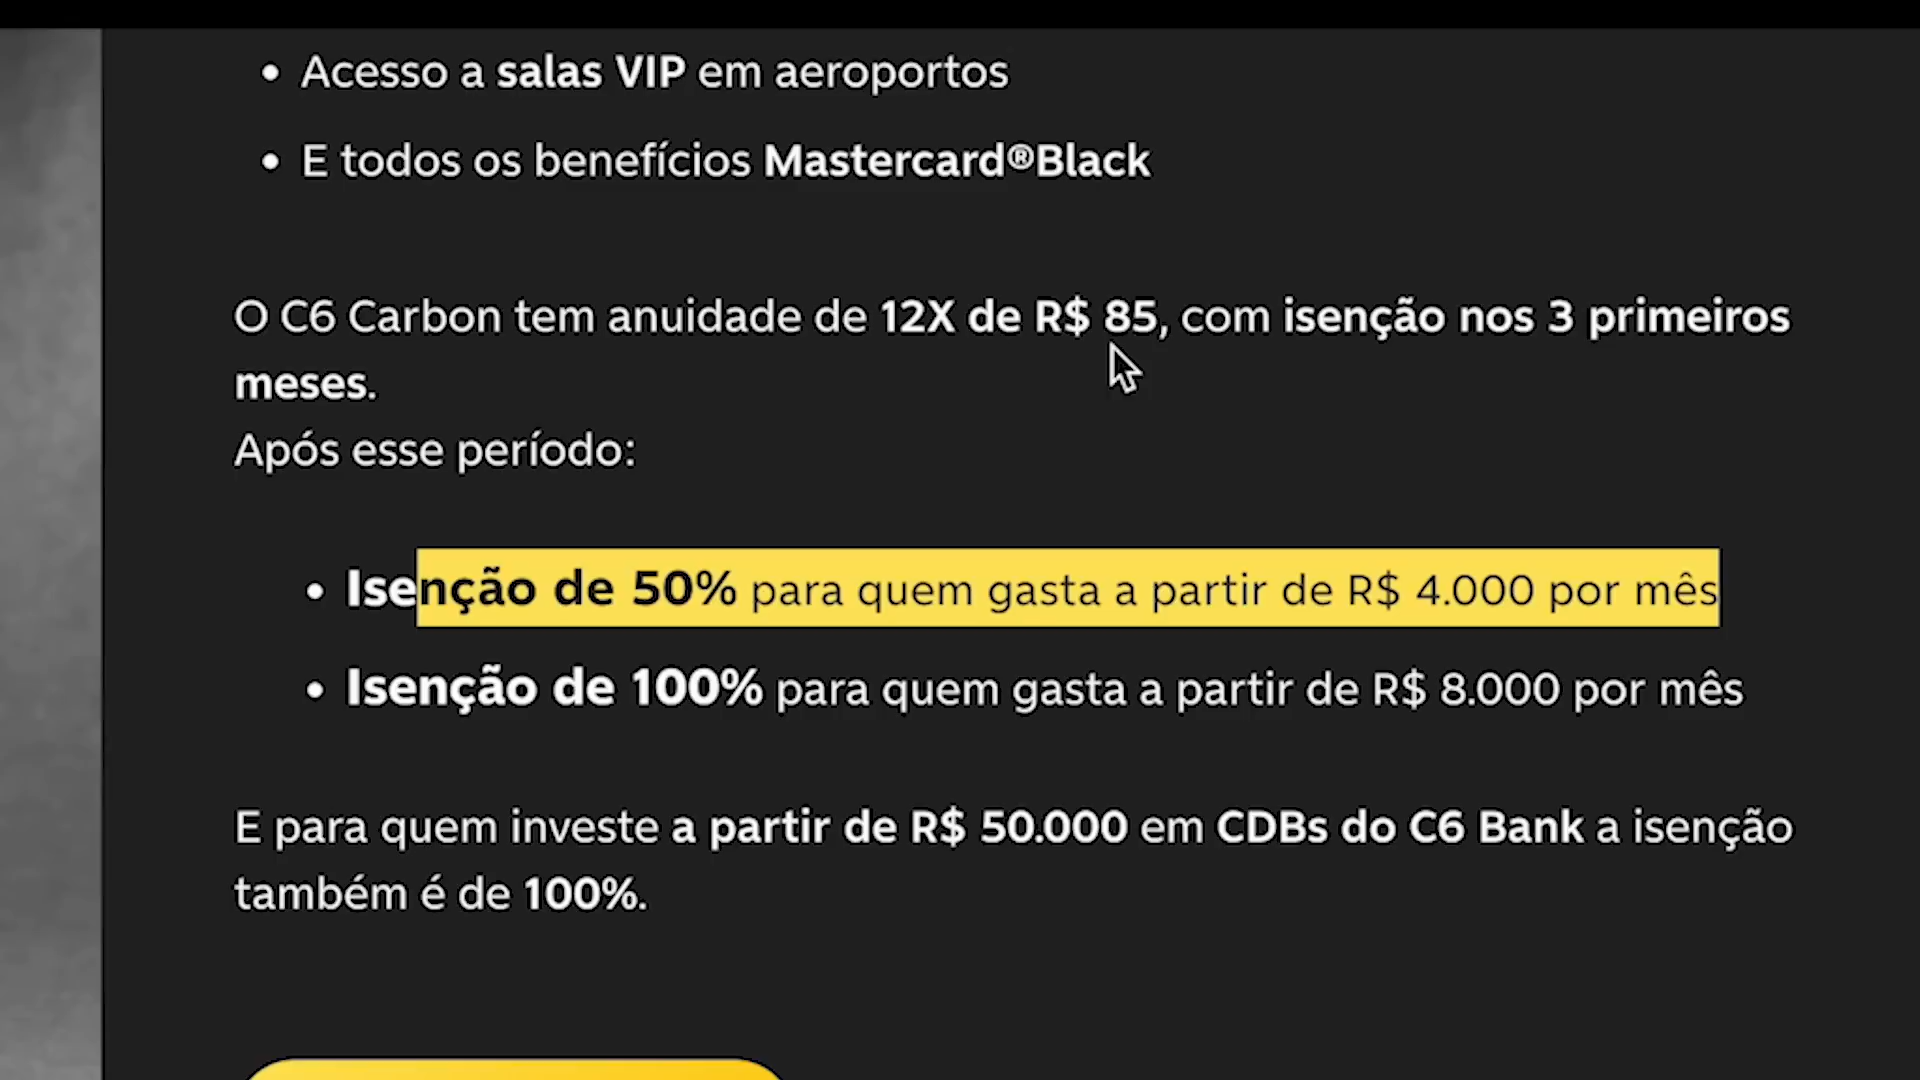 • Acesso a salas VIP em aeroportos
• E todos os benefícios Mastercard®Black
O C6 Carbon tem anuidade de 12X de R$ 85, com isenção nos 3 primeiros
meses.
Após esse período:
• Isenção de 50% para quem gasta a partir de R$ 4.000 por mês
• Isenção de 100% para quem gasta a partir de R$ 8.000 por mês
E para quem investe a partir de R$ 50.000 em CDBs do C6 Bank a isenção
também é de 100%.